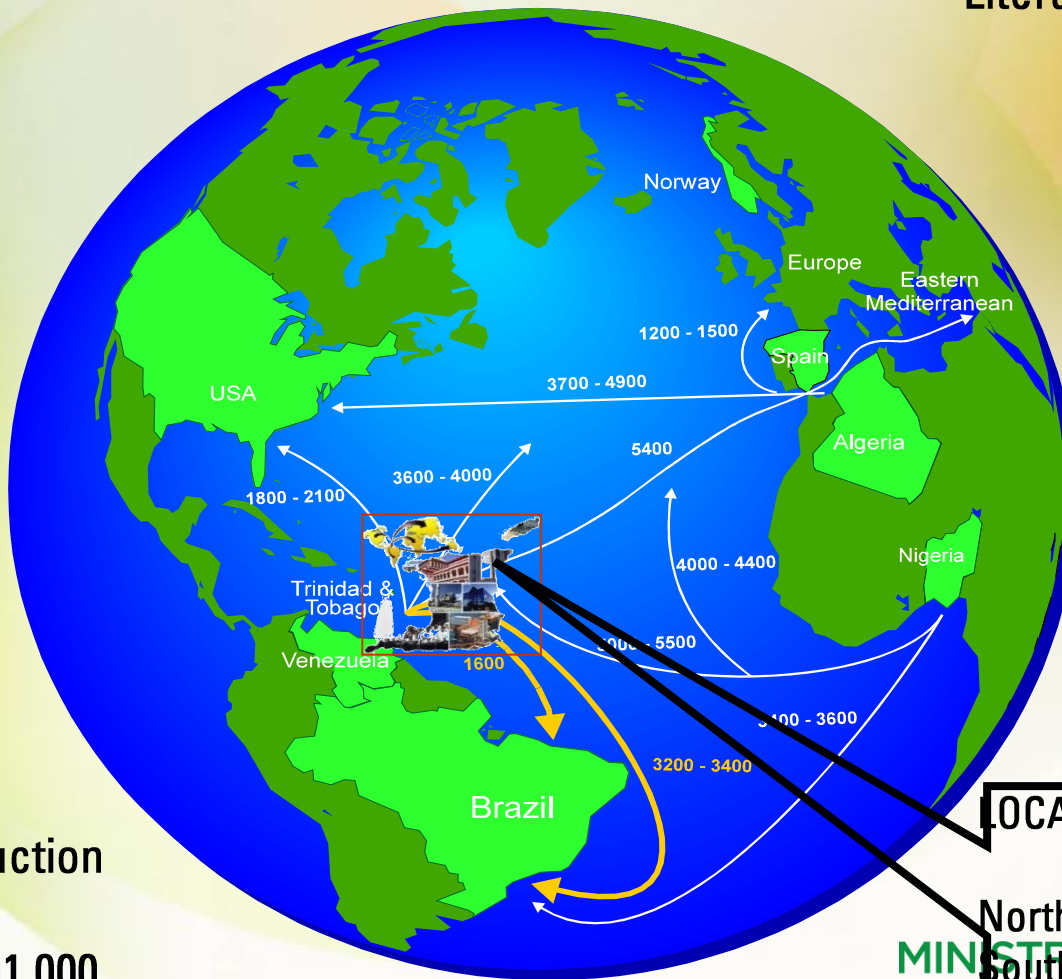 Norway
Europe
Eastern
Mediterranean
1200 - 1500
Spain
3700 - 4900
USA
Algeria
5400
3600 - 4000
1800 - 2100
Nigeria
4000 - 4400
Trinidad &
Tobago
5500
Venezuela
1600
3600
3200 - 3400
Brazil
North